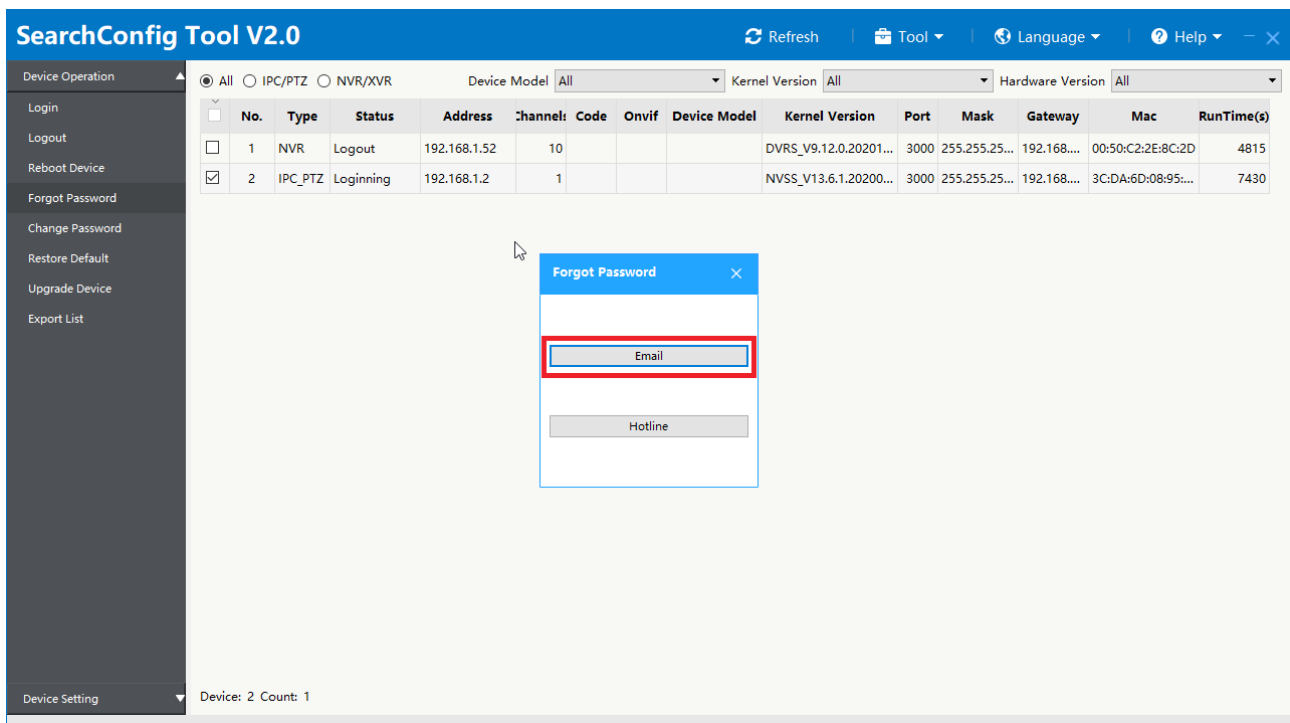 SearchConfig Tool V2.0 Refresh Tool Language Help
Device Operation
All IPC/PTZ NVR/XVR Device Model All Kernel Version All Hardware Version All
Login
Logout
Reboot Device
Forgot Password
Change Password
Restore Default
Upgrade Device
Export List
No. Type Status Address Code Onvif Device Model Kernel Version Port Mask Gateway Mac RunTime(s)
1 NVR Logout 192.168.1.52 10 DVRS_V9.12.0.20201... 3000 255.255.25... 192.168.... 00:50:C2:2E:8C:2D 4815
2 IPC_PTZ Loginning 192.168.1.2 1 NVSS_V13.6.1.20200... 3000 255.255.25... 192.168.... 3C:DA:6D:08:95:... 7430
Forgot Password
Email
Hotline
Device Setting
Device: 2 Count: 1